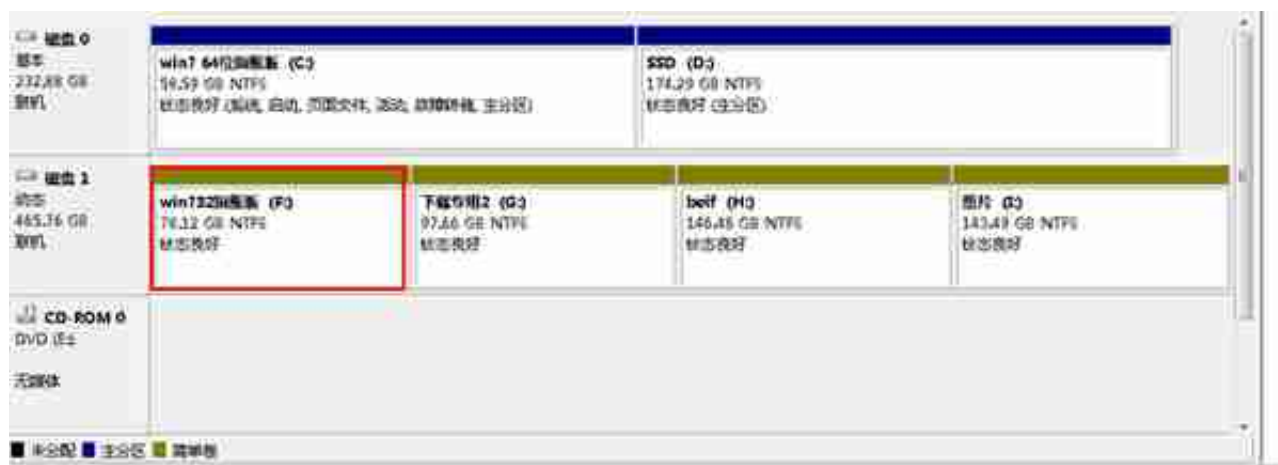 磁盘 0
基本
232.88 GB
联机
win7 64位旗舰版 (C:)
58.59 GB NTFS
状态良好 (系统, 启动, 页面文件, 活动, 故障转储, 主分区)
SSD (D:)
174.29 GB NTFS
状态良好 (主分区)
磁盘 1
动态
465.76 GB
联机
win732旗舰版 (F:)
78.12 GB NTFS
状态良好
下载专用2 (G:)
97.66 GB NTFS
状态良好
beif (H:)
146.48 GB NTFS
状态良好
图片 (I:)
143.49 GB NTFS
状态良好
CD-ROM 0
DVD
无媒体
未分配 主分区 简单卷